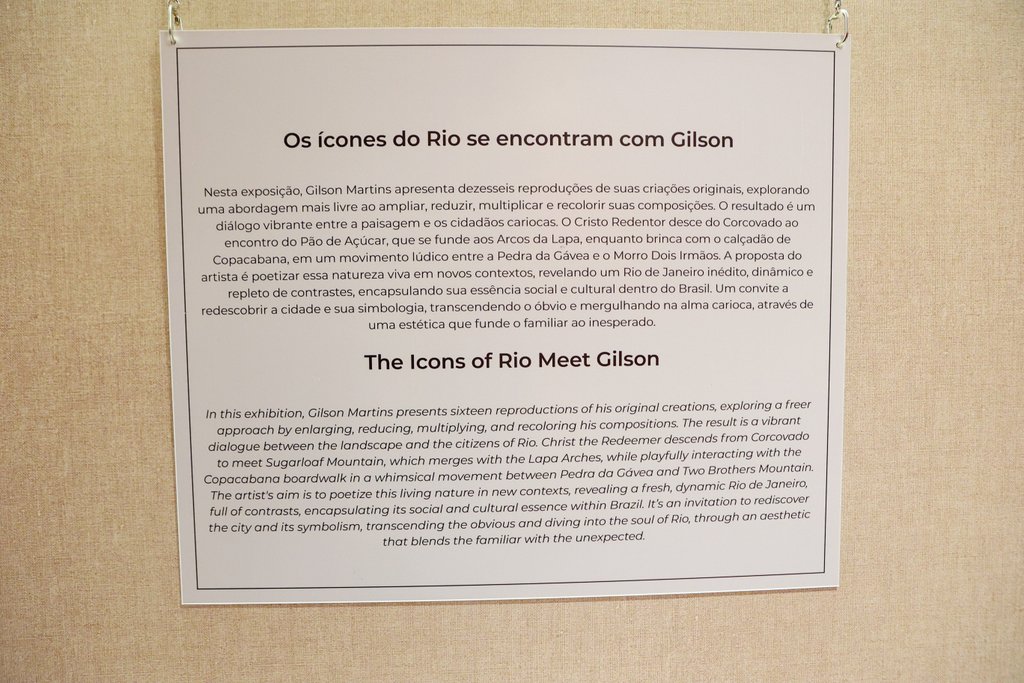 Os ícones do Rio se encontram com Gilson
Nesta exposição, Gilson Martins apresenta dezesseis reproduções de suas criações originais, explorando
uma abordagem mais livre ao ampliar, reduzir, multiplicar e recolorir suas composições. O resultado é um
diálogo vibrante entre a paisagem e os cidadãos cariocas. O Cristo Redentor desce do Corcovado ao
encontro do Pão de Açúcar, que se funde aos Arcos da Lapa, enquanto brinca com o calçadão de
Copacabana, em um movimento lúdico entre a Pedra da Gávea e o Morro Dois Irmãos. A proposta do
artista é poetizar essa natureza viva em novos contextos, revelando um Rio de Janeiro inédito, dinâmico e
repleto de contrastes, encapsulando sua essência social e cultural dentro do Brasil. Um convite a
redescobrir a cidade e sua simbologia, transcendendo o óbvio e mergulhando na alma carioca, através de
uma estética que funde o familiar ao inesperado.
The Icons of Rio Meet Gilson
In this exhibition, Gilson Martins presents sixteen reproductions of his original creations, exploring a freer
approach by enlarging, reducing, multiplying, and recoloring his compositions. The result is a vibrant
dialogue between the landscape and the citizens of Rio. Christ the Redeemer descends from Corcovado
to meet Sugarloaf Mountain, which merges with the Lapa Arches, while playfully interacting with the
Copacabana boardwalk in a whimsical movement between Pedra da Gávea and Two Brothers Mountain.
The artist's aim is to poetize this living nature in new contexts, revealing a fresh, dynamic Rio de Janeiro,
full of contrasts, encapsulating its social and cultural essence within Brazil. It's an invitation to rediscover
the city and its symbolism, transcending the obvious and diving into the soul of Rio, through an aesthetic
that blends the familiar with the unexpected.